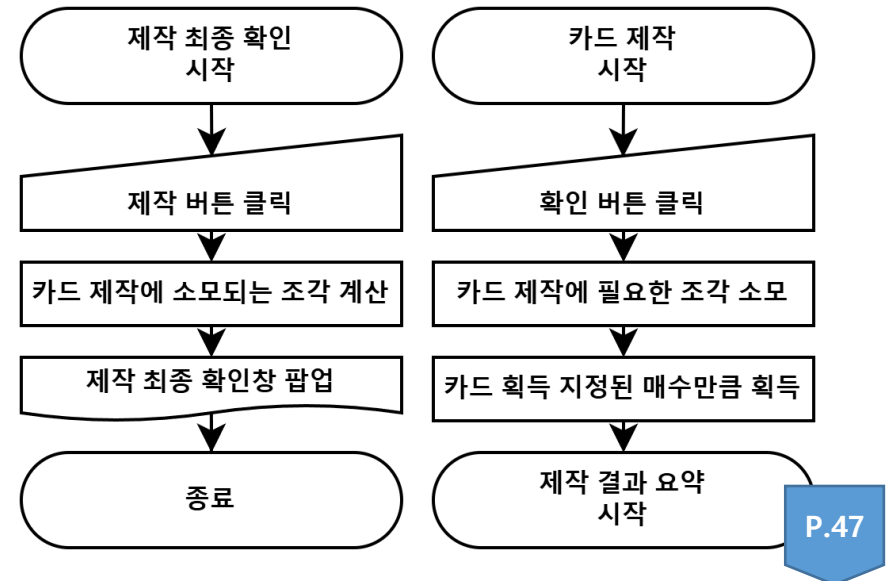 제작 최종 확인
시작
제작 버튼 클릭
카드 제작에 소모되는 조각 계산
제작 최종 확인창 팝업
종료
카드 제작
시작
확인 버튼 클릭
카드 제작에 필요한 조각 소모
카드 획득 지정된 매수만큼 획득
제작 결과 요약
시작
P.47